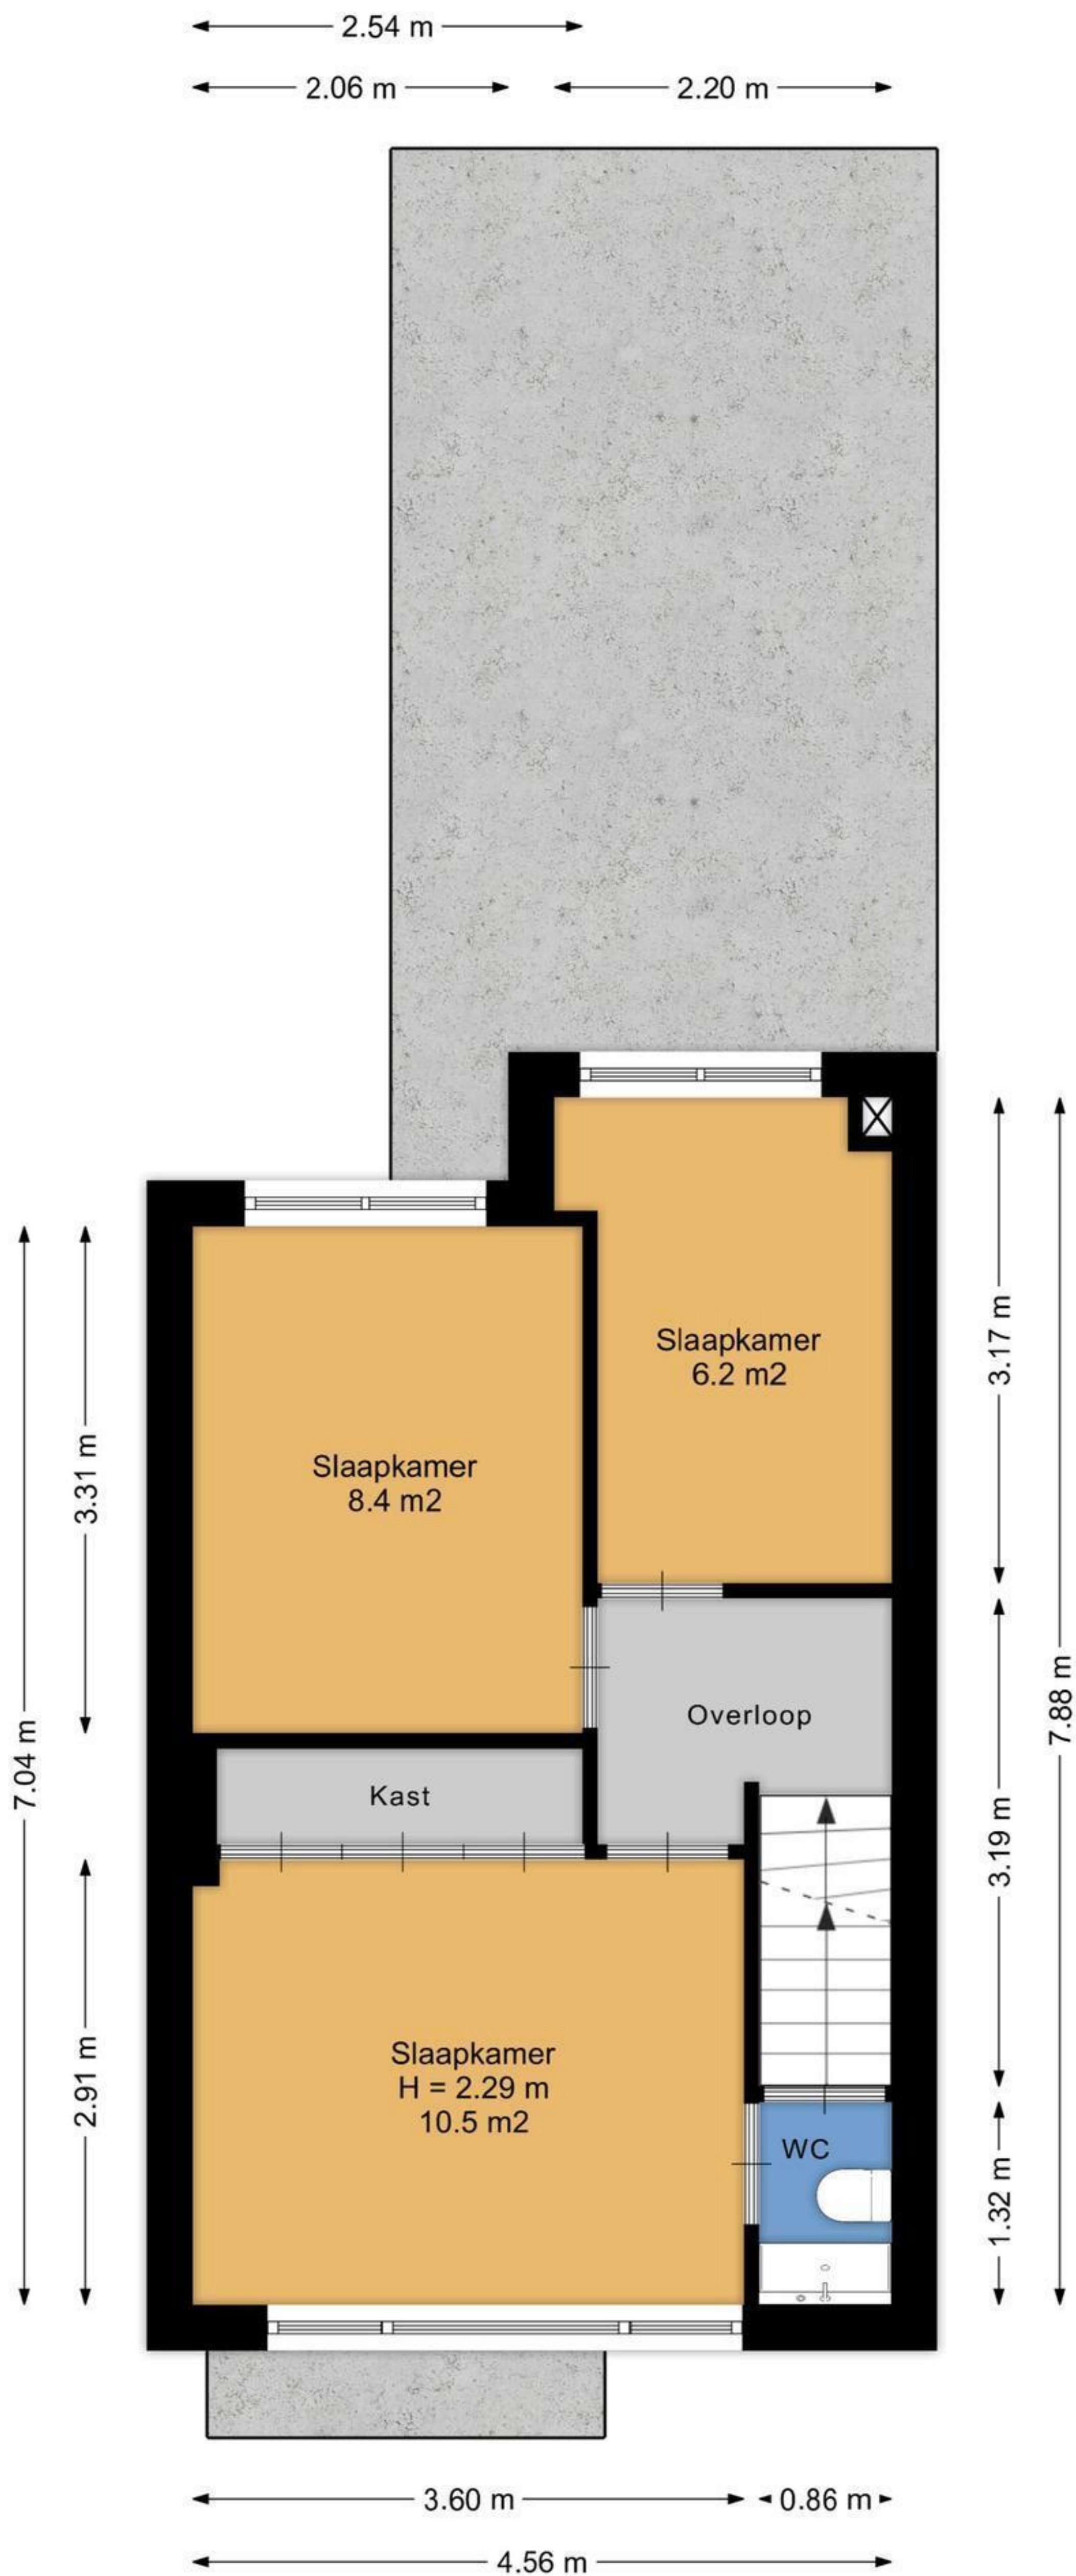 2.54 m
2.06 m
2.20 m
Slaapkamer
6.2 m2
3.17 m
Slaapkamer
8.4 m2
3.31 m
7.04 m
7.88 m
Overloop
Kast
3.19 m
Slaapkamer
H = 2.29 m
10.5 m2
2.91 m
WC
1.32 m
3.60 m
0.86 m
4.56 m